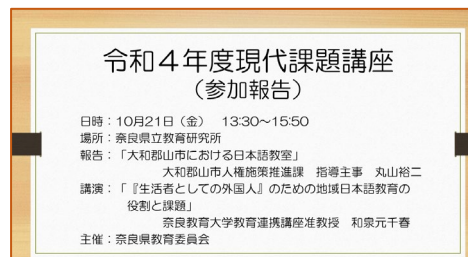 令和４年度現代課題講座
（参加報告）
日時：10月21日（金）　13:30～15:50
場所：奈良県立教育研究所
報告：「大和郡山市における日本語教室」
大和郡山市人権施策推進課　指導主事　丸山裕二
講演：「『生活者としての外国人』のための地域日本語教育の
役割と課題」
奈良教育大学教育連携講座准教授　和泉元千春
主催：奈良県教育委員会